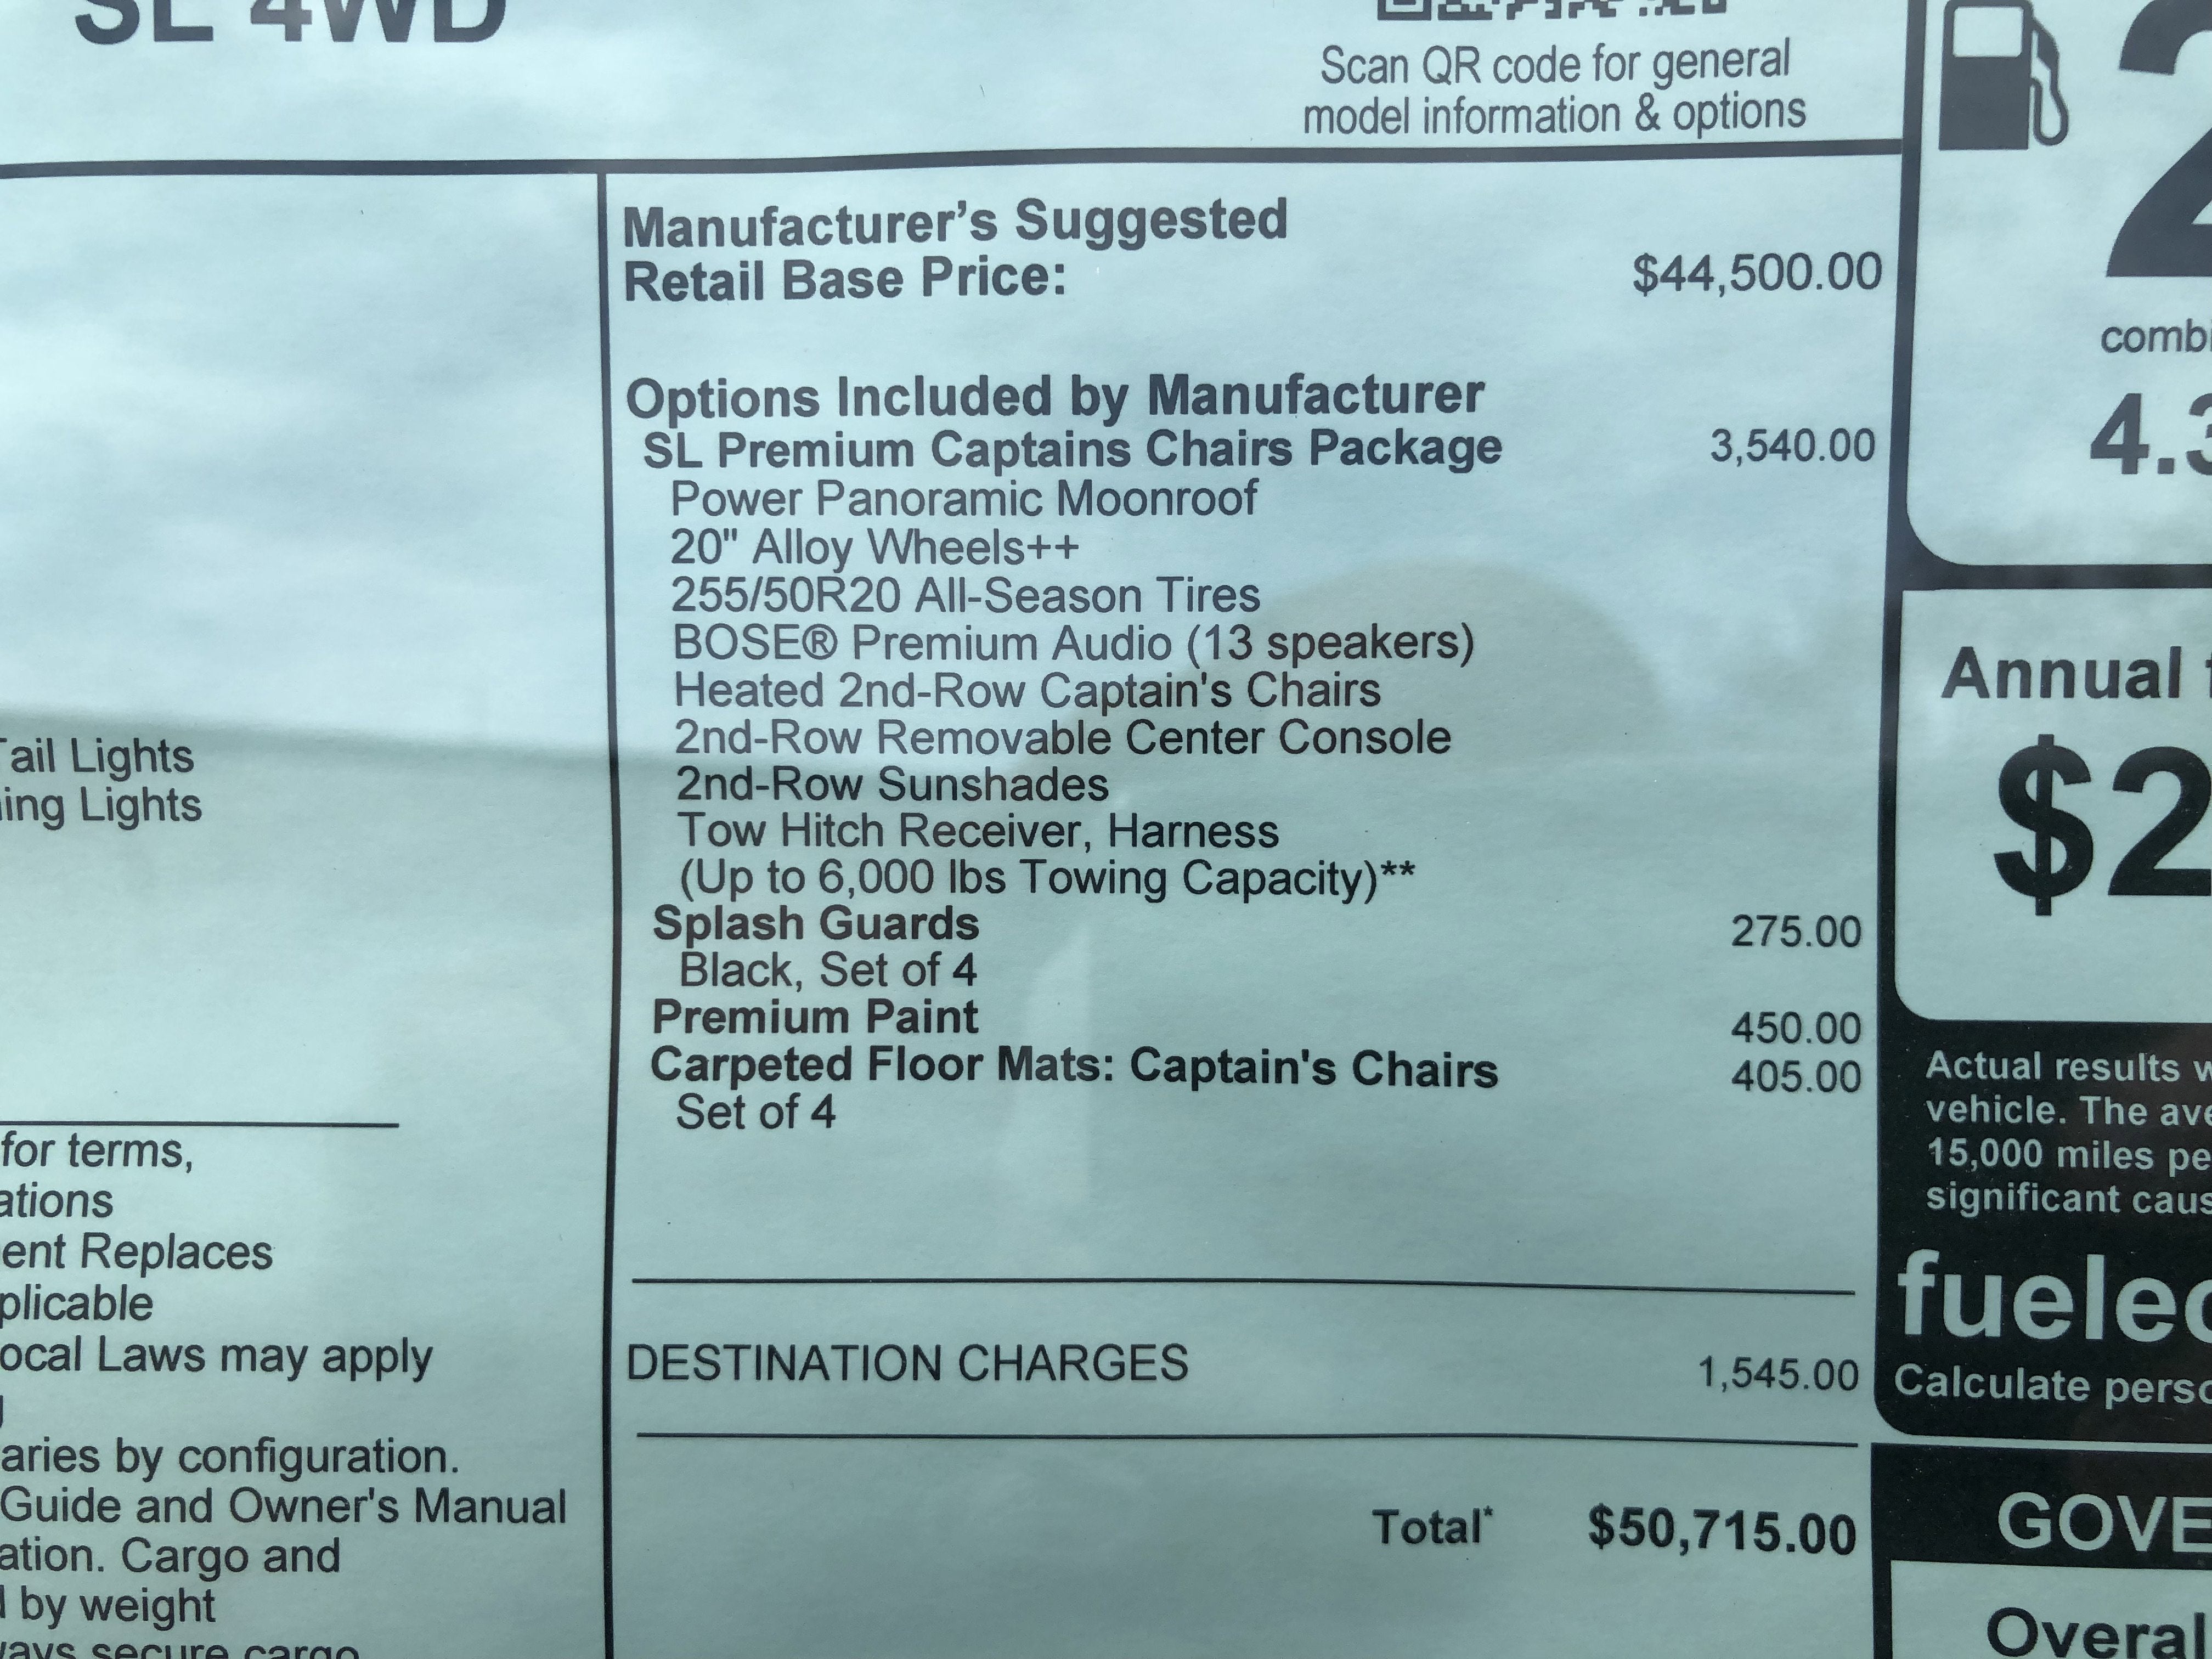 SL 4WD
Scan QR code for general
model information & options
Manufacturer's Suggested
Retail Base Price: $44,500.00
Options Included by Manufacturer
SL Premium Captains Chairs Package 3,540.00
Power Panoramic Moonroof
20" Alloy Wheels++
255/50R20 All-Season Tires
BOSE® Premium Audio (13 speakers)
Heated 2nd-Row Captain's Chairs
2nd-Row Removable Center Console
2nd-Row Sunshades
Tow Hitch Receiver, Harness
(Up to 6,000 lbs Towing Capacity)**
Splash Guards 275.00
Black, Set of 4
Premium Paint 450.00
Carpeted Floor Mats: Captain's Chairs 405.00
Set of 4
DESTINATION CHARGES 1,545.00
Total* $50,715.00
ail Lights
ing Lights
for terms,
ations
ent Replaces
plicable
ocal Laws may apply
aries by configuration.
Guide and Owner's Manual
ation. Cargo and
by weight
ways secure cargo
2
comb
4.3
Annual
$2
Actual results w
vehicle. The ave
15,000 miles pe
significant caus
fuelec
Calculate perso
GOVE
Overal